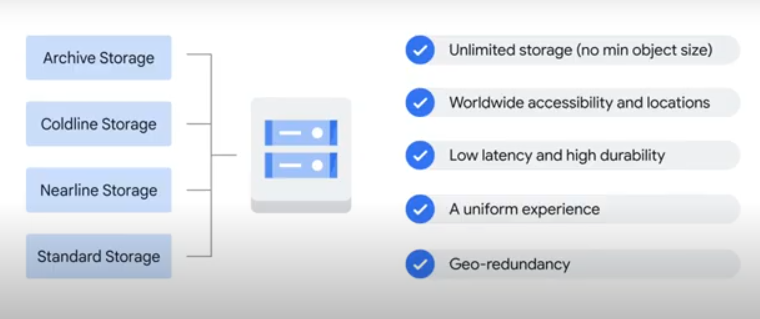 Archive Storage
Coldline Storage
Nearline Storage
Standard Storage
Unlimited storage (no min object size)
Worldwide accessibility and locations
Low latency and high durability
A uniform experience
Geo-redundancy